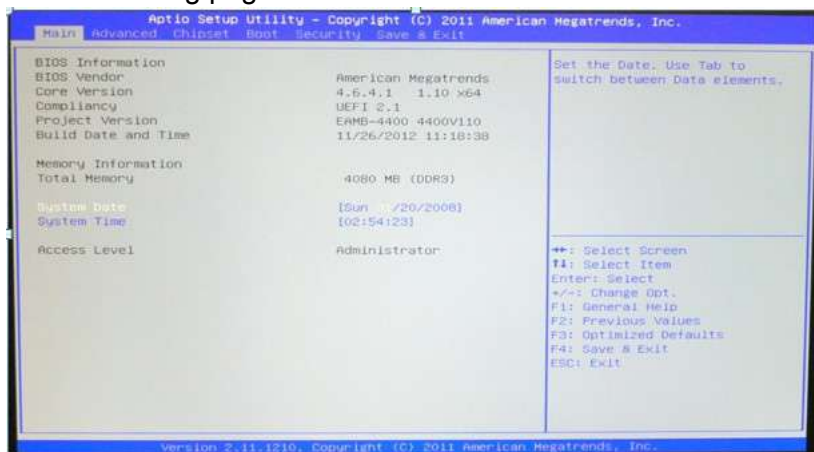 Aptio Setup Utility – Copyright (C) 2011 American Megatrends, Inc.
Main Advanced Chipset Boot Security Save & Exit
BIOS Information
BIOS Vendor American Megatrends
Core Version 4.6.4.1 1.10 x64
Compliancy UEFI 2.1
Project Version EAMB-4400 4400V110
Build Date and Time 11/26/2012 11:18:38
Memory Information
Total Memory 4080 MB (DDR3)
System Date [Sun /20/2008]
System Time [02:54:23]
Access Level Administrator
Set the Date. Use Tab to
switch between Data elements.
→←: Select Screen
↑↓: Select Item
Enter: Select
+/-: Change Opt.
F1: General Help
F2: Previous Values
F3: Optimized Defaults
F4: Save & Exit
ESC: Exit
Version 2.11.1210. Copyright (C) 2011 American Megatrends, Inc.